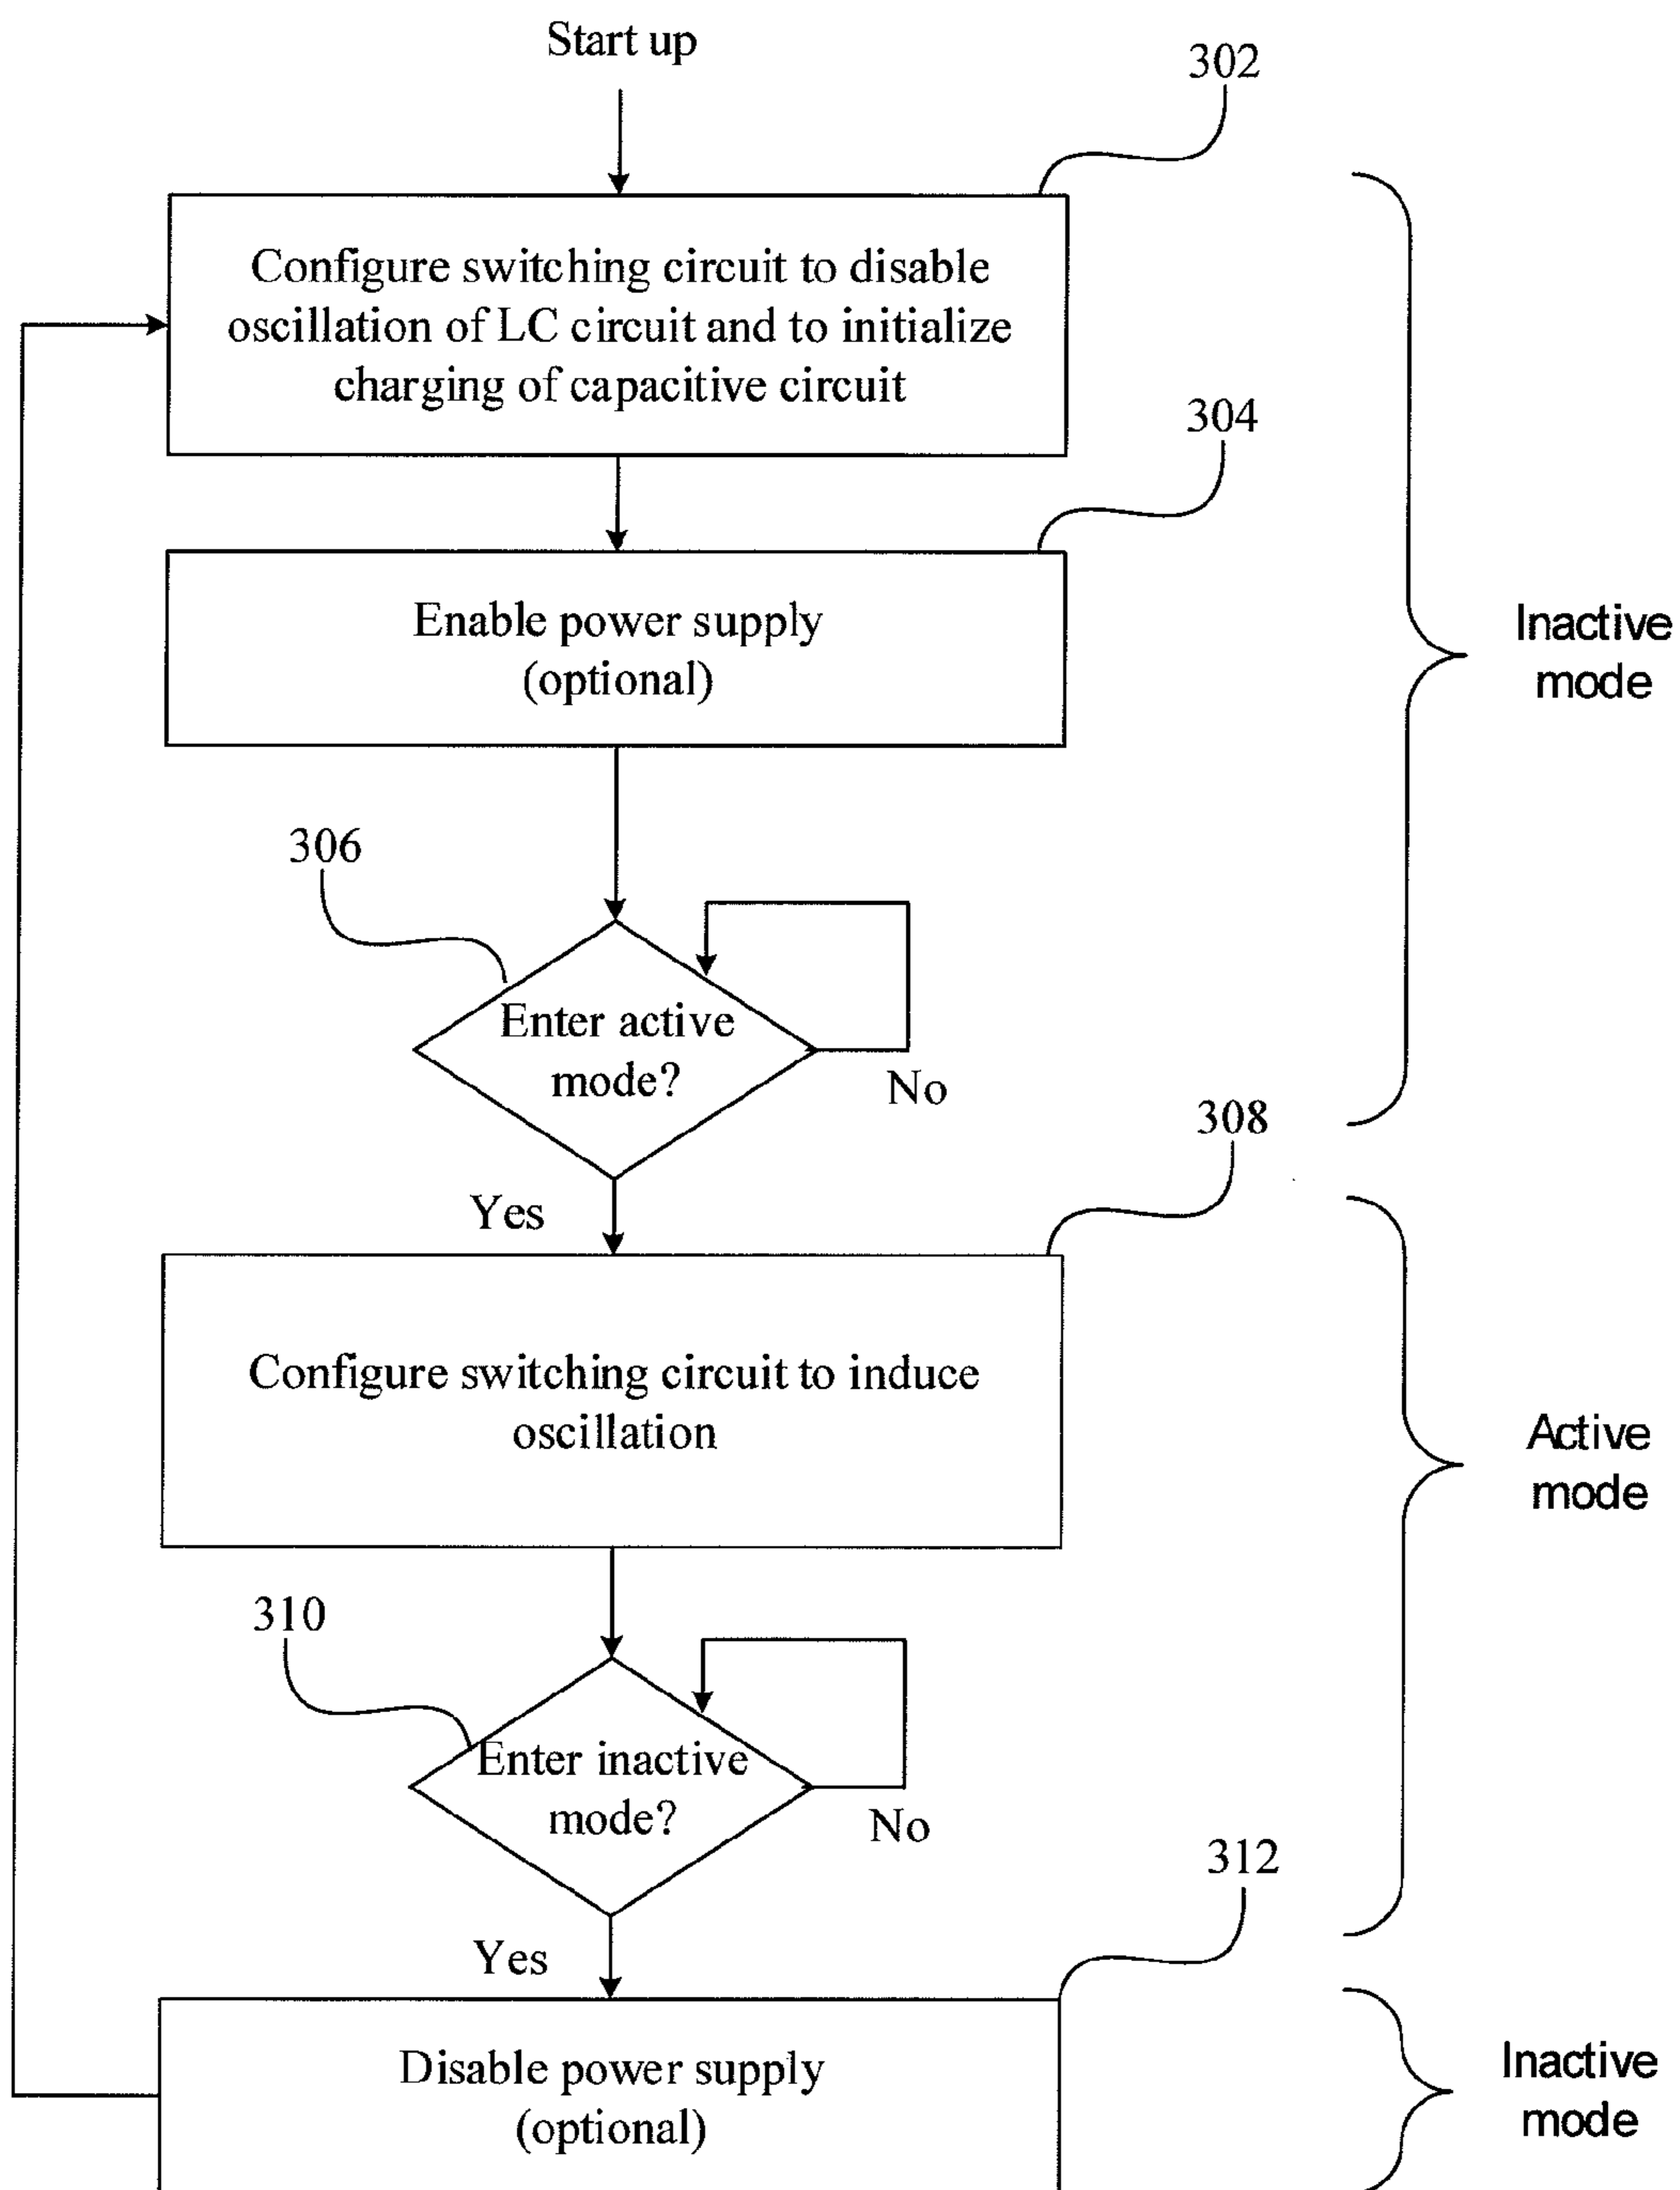 Start up
302
Configure switching circuit to disable
oscillation of LC circuit and to initialize
charging of capacitive circuit
304
Enable power supply
(optional)
Inactive
mode
306
Enter active
mode?
No
308
Yes
Configure switching circuit to induce
oscillation
Active
mode
310
Enter inactive
mode?
No
312
Yes
Disable power supply
(optional)
Inactive
mode